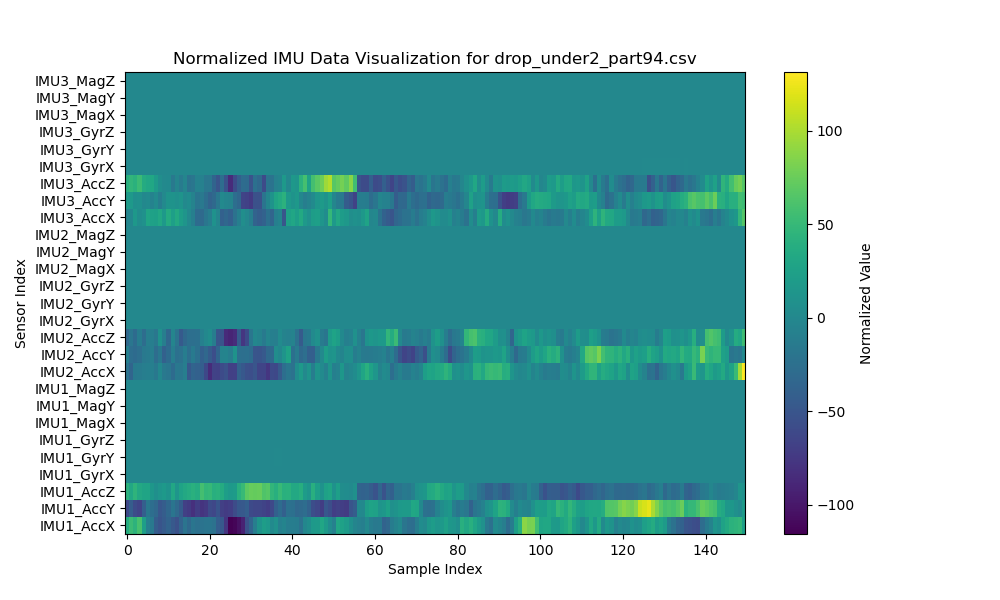 Normalized IMU Data Visualization for drop_under2_part94.csv
Sensor Index
IMU3_MagZ
IMU3_MagY
IMU3_MagX
IMU3_GyrZ
IMU3_GyrY
IMU3_GyrX
IMU3_AccZ
IMU3_AccY
IMU3_AccX
IMU2_MagZ
IMU2_MagY
IMU2_MagX
IMU2_GyrZ
IMU2_GyrY
IMU2_GyrX
IMU2_AccZ
IMU2_AccY
IMU2_AccX
IMU1_MagZ
IMU1_MagY
IMU1_MagX
IMU1_GyrZ
IMU1_GyrY
IMU1_GyrX
IMU1_AccZ
IMU1_AccY
IMU1_AccX
0 20 40 60 80 100 120 140
Sample Index
100
50
0
−50
−100
Normalized Value